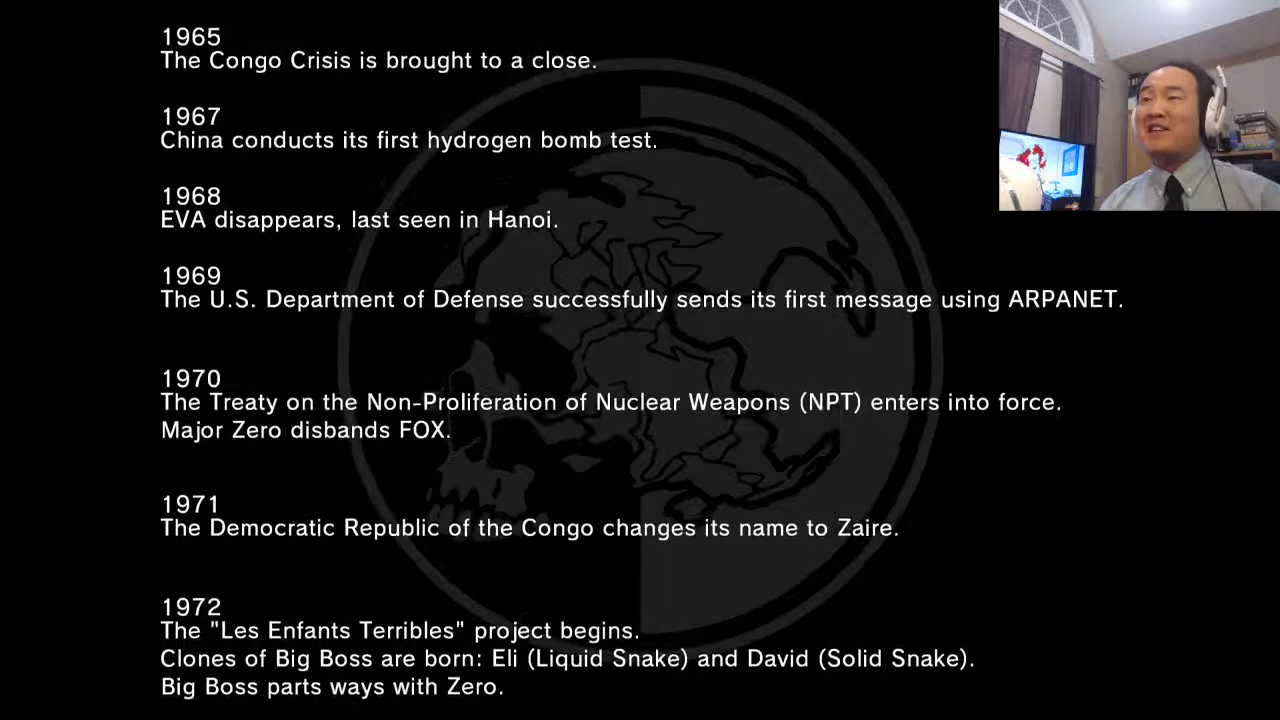 1965
The Congo Crisis is brought to a close.
1967
China conducts its first hydrogen bomb test.
1968
EVA disappears, last seen in Hanoi.
1969
The U.S. Department of Defense successfully sends its first message using ARPANET.
1970
The Treaty on the Non-Proliferation of Nuclear Weapons (NPT) enters into force.
Major Zero disbands FOX.
1971
The Democratic Republic of the Congo changes its name to Zaire.
1972
The "Les Enfants Terribles" project begins.
Clones of Big Boss are born: Eli (Liquid Snake) and David (Solid Snake).
Big Boss parts ways with Zero.